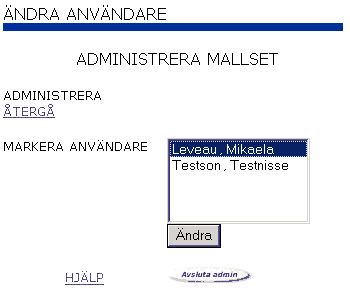 ÄNDRA ANVÄNDARE
ADMINISTRERA MALLSET
ADMINISTRERA
ÅTERGÅ
MARKERA ANVÄNDARE
Leveau, Mikaela
Testson, Testnisse
Ändra
HJÄLP
Avsluta admin